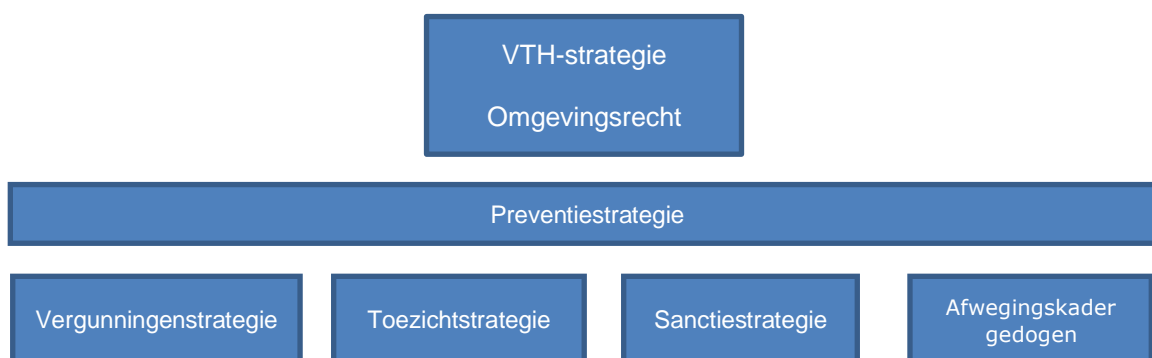 VTH-strategie
Omgevingsrecht
Preventiestrategie
Vergunningenstrategie
Toezichtstrategie
Sanctiestrategie
Afwegingskader
gedogen